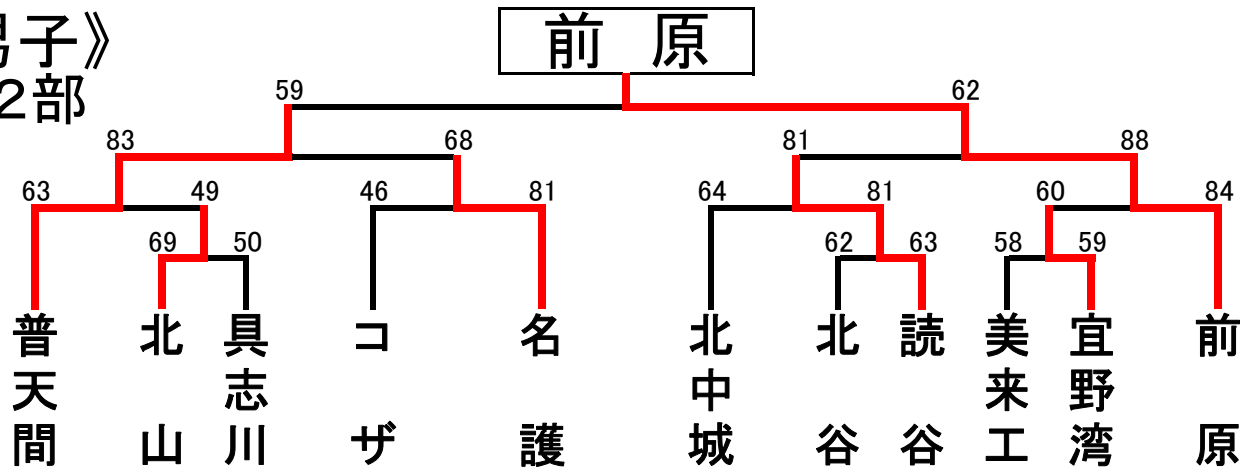 男子》
2部
前 原
59 62
83 68 81 88
63 49 46 81 64 81 60 84
69 50 62 63 58 59
普天間
北山
具志川
コザ
名護
北中城
北谷
読谷
美来工
宜野湾
前原